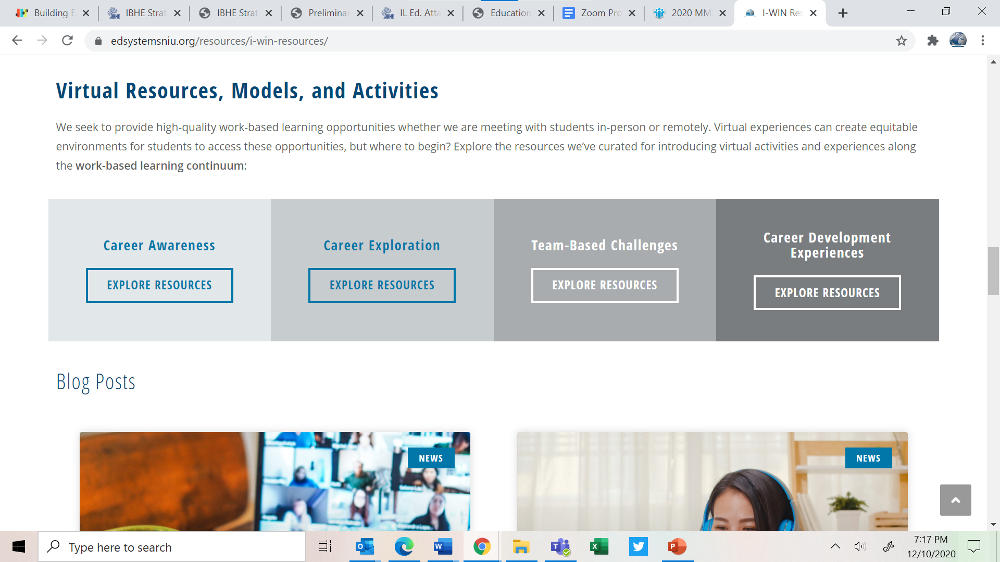 Building E
IBHE Strat
IBHE Strat
Preliminar
IL Ed. Atta
Education
Zoom Pro
2020 MM
I-WIN Res
edsystemsniu.org/resources/i-win-resources/
Virtual Resources, Models, and Activities
We seek to provide high-quality work-based learning opportunities whether we are meeting with students in-person or remotely. Virtual experiences can create equitable
environments for students to access these opportunities, but where to begin? Explore the resources we’ve curated for introducing virtual activities and experiences along
the work-based learning continuum:
Career Awareness
EXPLORE RESOURCES
Career Exploration
EXPLORE RESOURCES
Team-Based Challenges
EXPLORE RESOURCES
Career Development
Experiences
EXPLORE RESOURCES
Blog Posts
NEWS
NEWS
Type here to search
7:17 PM
12/10/2020